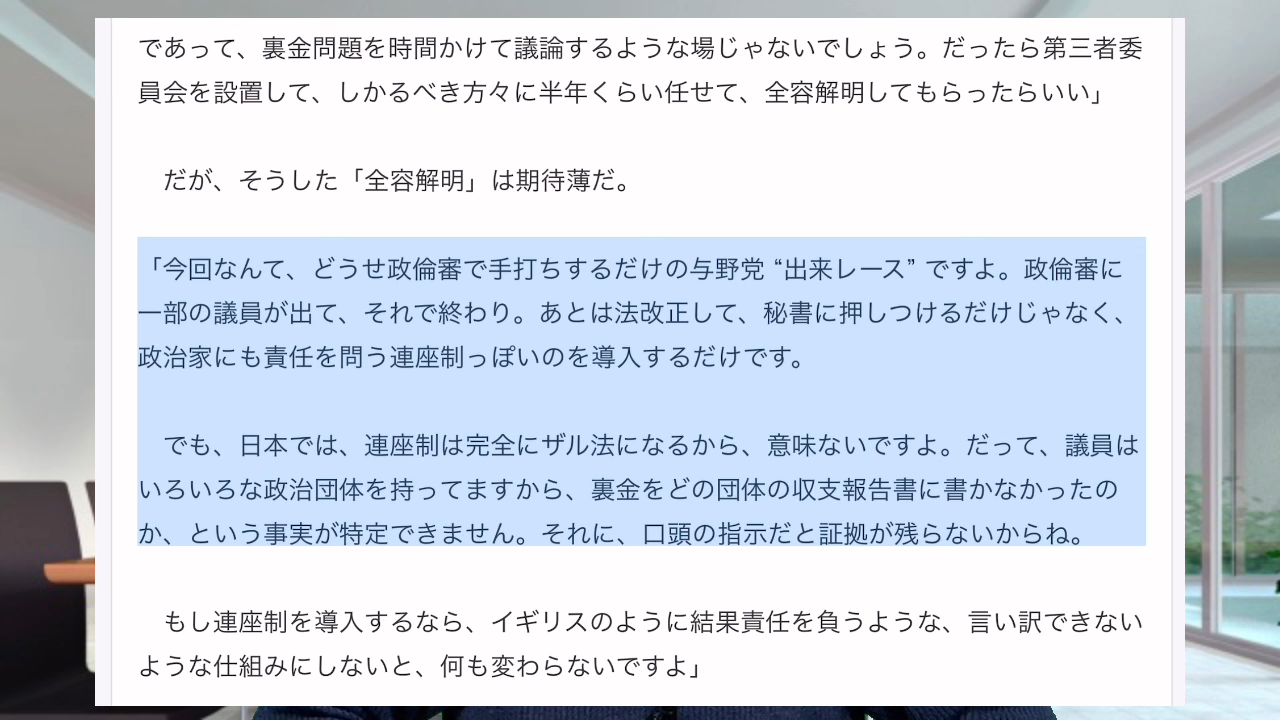 であって、裏金問題を時間かけて議論するような場じゃないでしょう。だったら第三者委
員会を設置して、しかるべき方々に半年くらい任せて、全容解明してもらったらいい」
だが、そうした「全容解明」は期待薄だ。
「今回なんて、どうせ政倫審で手打ちするだけの与野党 “出来レース” ですよ。政倫審に
一部の議員が出て、それで終わり。あとは法改正して、秘書に押しつけるだけじゃなく、
政治家にも責任を問う連座制っぽいのを導入するだけです。
でも、日本では、連座制は完全にザル法になるから、意味ないですよ。だって、議員は
いろいろな政治団体を持ってますから、裏金をどの団体の収支報告書に書かなかったの
か、という事実が特定できません。それに、口頭の指示だと証拠が残らないからね。
もし連座制を導入するなら、イギリスのように結果責任を負うような、言い訳できない
ような仕組みにしないと、何も変わらないですよ」